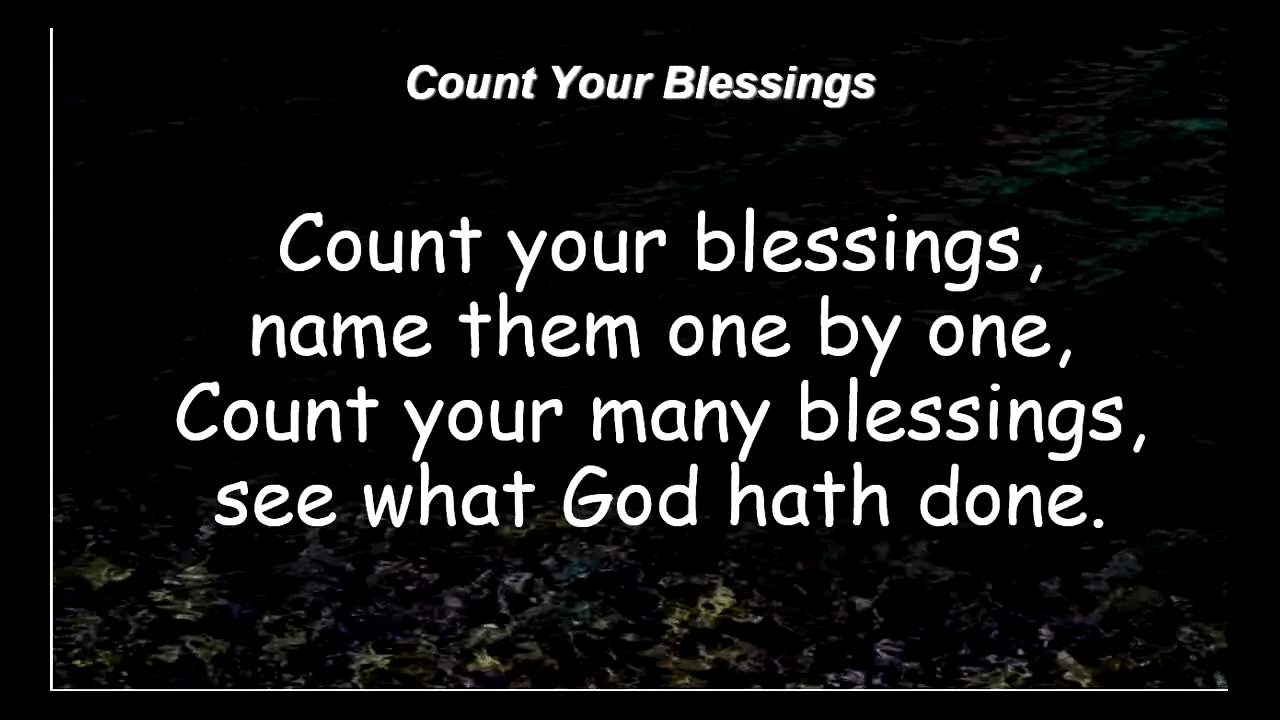 Count Your Blessings
Count your blessings,
name them one by one,
Count your many blessings,
see what God hath done.